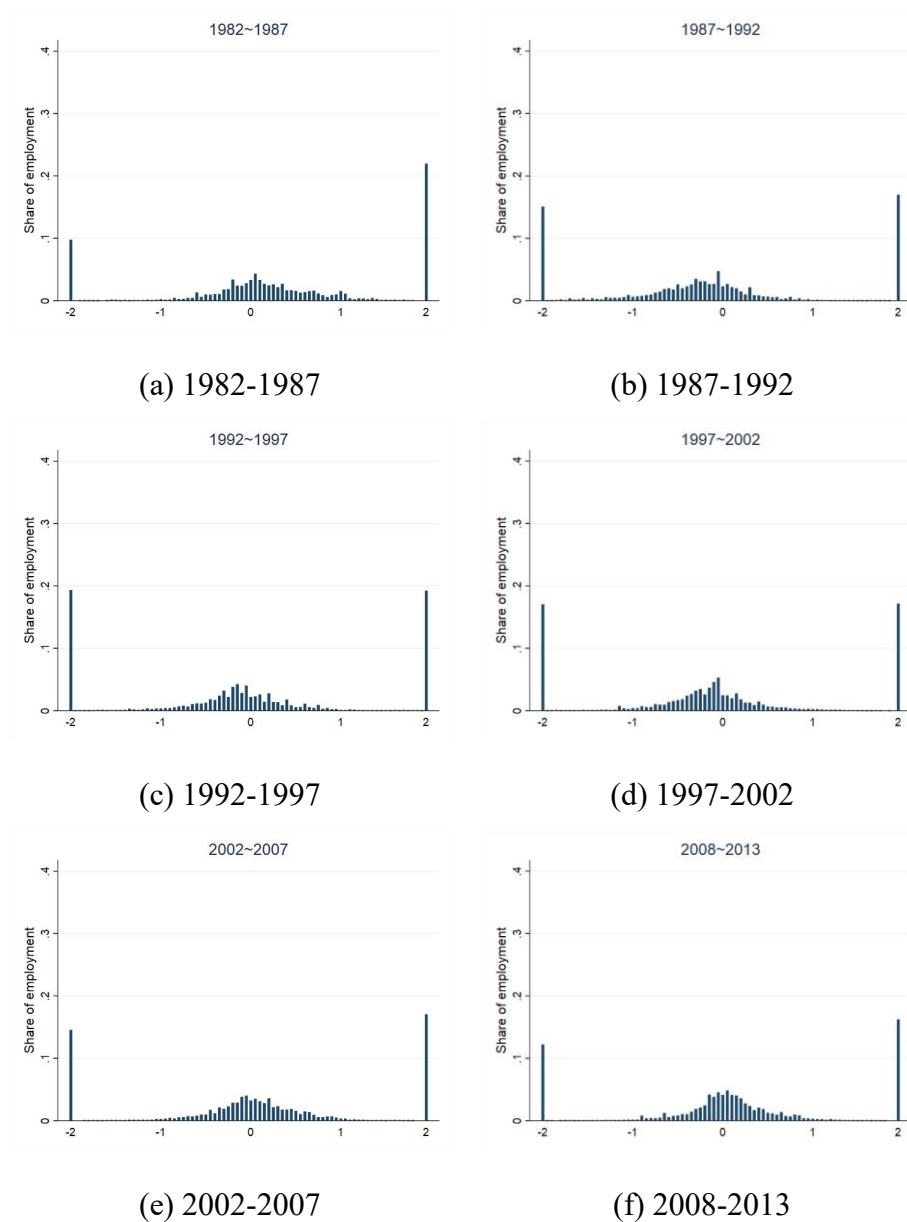 1982~1987
Share of employment
.4
.3
.2
.1
0
-2 -1 0 1 2
(a) 1982-1987
1987~1992
Share of employment
.4
.3
.2
.1
0
-2 -1 0 1 2
(b) 1987-1992
1992~1997
Share of employment
.4
.3
.2
.1
0
-2 -1 0 1 2
(c) 1992-1997
1997~2002
Share of employment
.4
.3
.2
.1
0
-2 -1 0 1 2
(d) 1997-2002
2002~2007
Share of employment
.4
.3
.2
.1
0
-2 -1 0 1 2
(e) 2002-2007
2008~2013
Share of employment
.4
.3
.2
.1
0
-2 -1 0 1 2
(f) 2008-2013